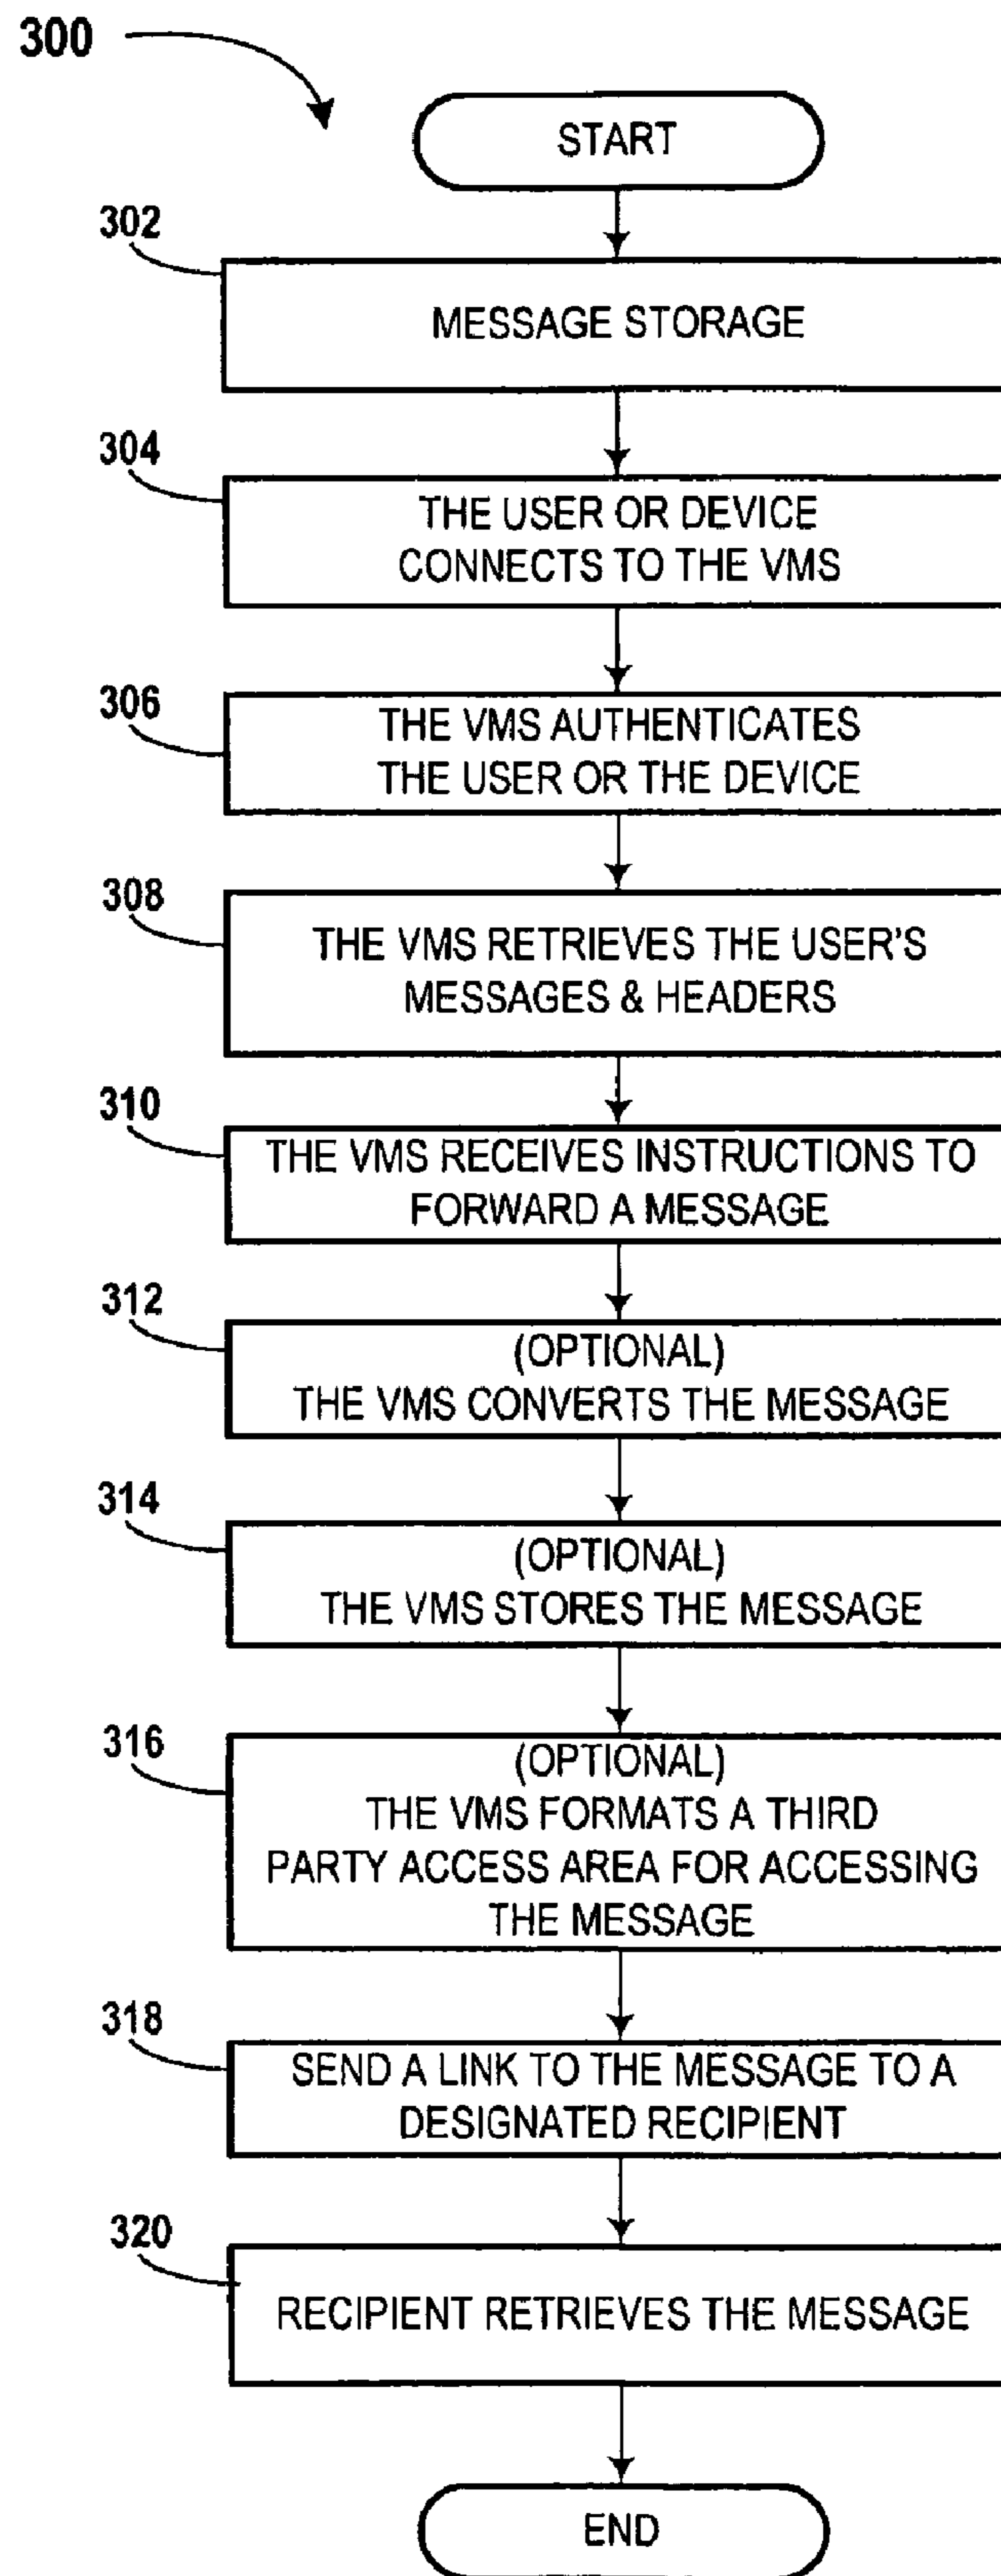 300
START
302
MESSAGE STORAGE
304
THE USER OR DEVICE
CONNECTS TO THE VMS
306
THE VMS AUTHENTICATES
THE USER OR THE DEVICE
308
THE VMS RETRIEVES THE USER'S
MESSAGES & HEADERS
310
THE VMS RECEIVES INSTRUCTIONS TO
FORWARD A MESSAGE
312
(OPTIONAL)
THE VMS CONVERTS THE MESSAGE
314
(OPTIONAL)
THE VMS STORES THE MESSAGE
316
(OPTIONAL)
THE VMS FORMATS A THIRD
PARTY ACCESS AREA FOR ACCESSING
THE MESSAGE
318
SEND A LINK TO THE MESSAGE TO A
DESIGNATED RECIPIENT
320
RECIPIENT RETRIEVES THE MESSAGE
END